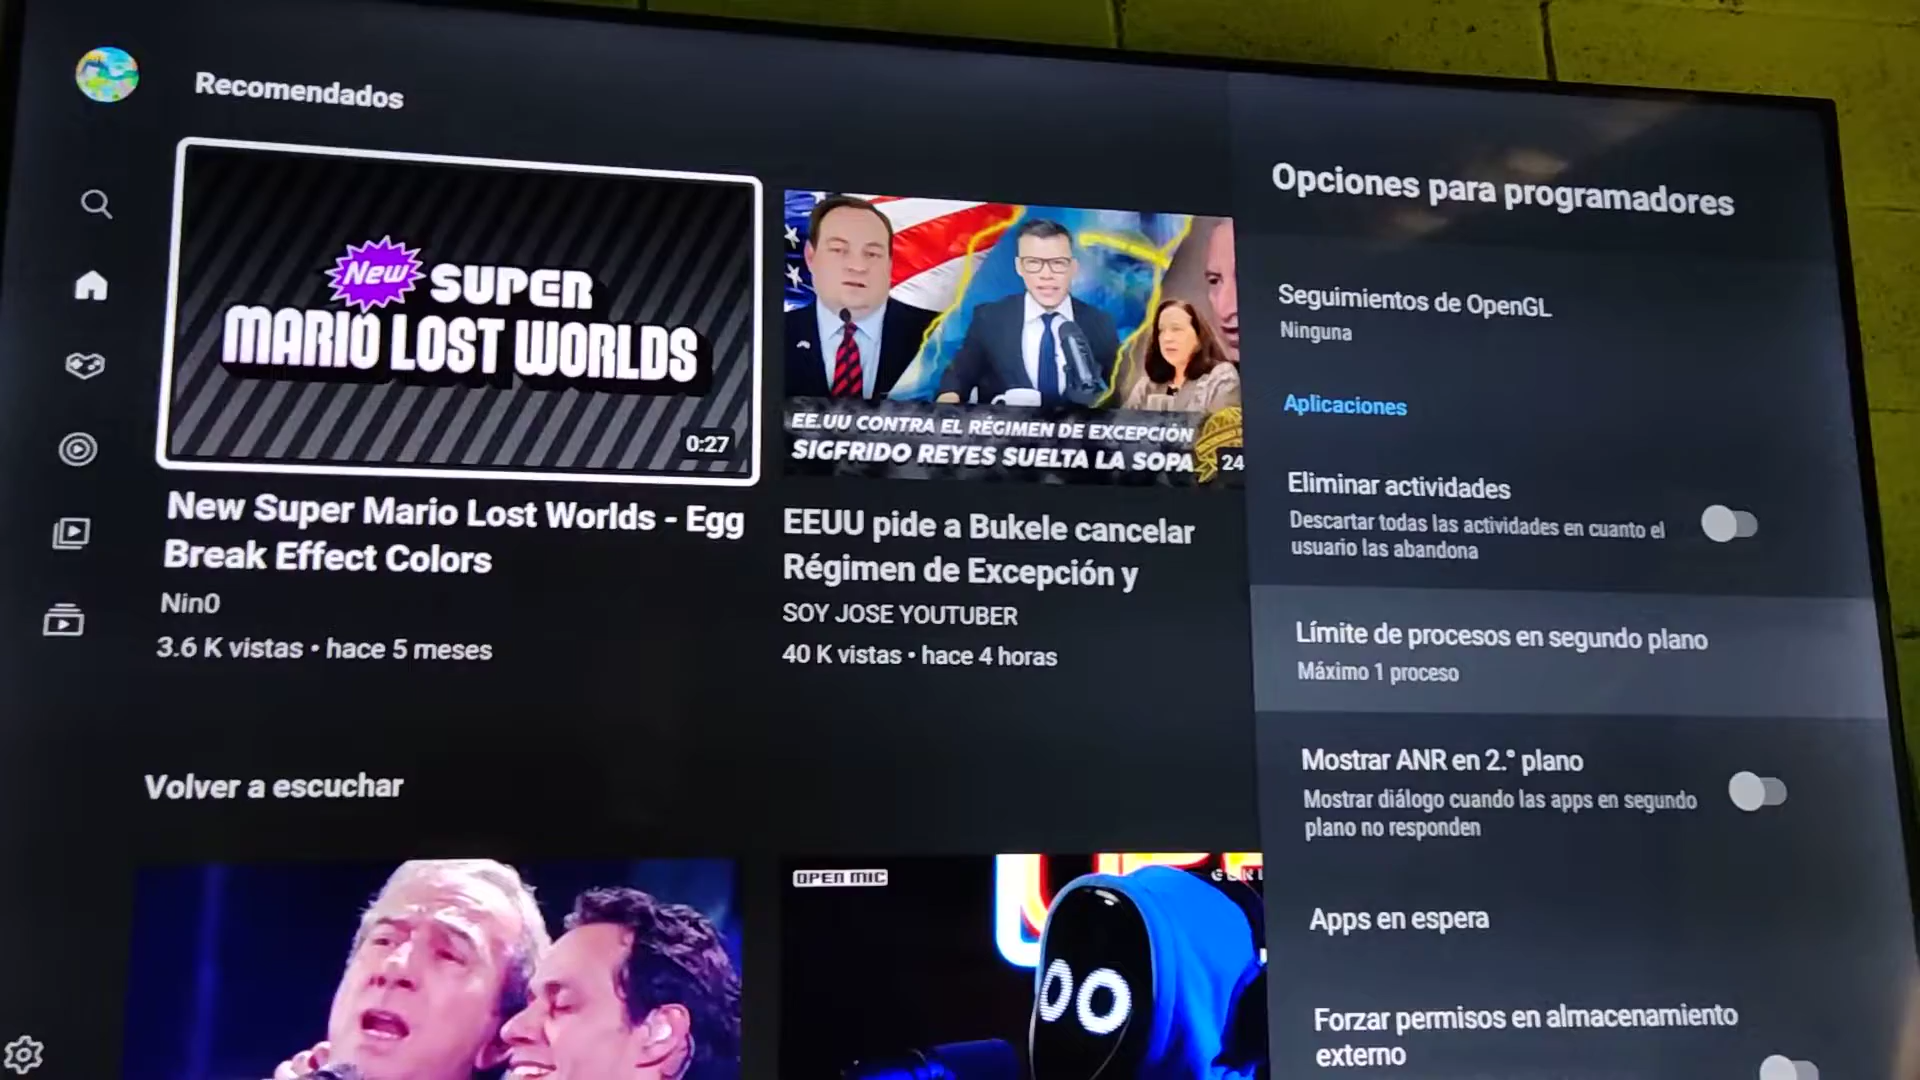 Recomendados
New SUPER
MARIO LOST WORLDS
0:27
New Super Mario Lost Worlds - Egg
Break Effect Colors
Nin0
3.6 K vistas • hace 5 meses
EE.UU CONTRA EL RÉGIMEN DE EXCEPCIÓN
SIGFRIDO REYES SUELTA LA SOPA
24
EEUU pide a Bukele cancelar
Régimen de Excepción y
SOY JOSE YOUTUBER
40 K vistas • hace 4 horas
Volver a escuchar
OPEN MIC
Opciones para programadores
Seguimientos de OpenGL
Ninguna
Aplicaciones
Eliminar actividades
Descartar todas las actividades en cuanto el
usuario las abandona
Límite de procesos en segundo plano
Máximo 1 proceso
Mostrar ANR en 2.° plano
Mostrar diálogo cuando las apps en segundo
plano no responden
Apps en espera
Forzar permisos en almacenamiento
externo